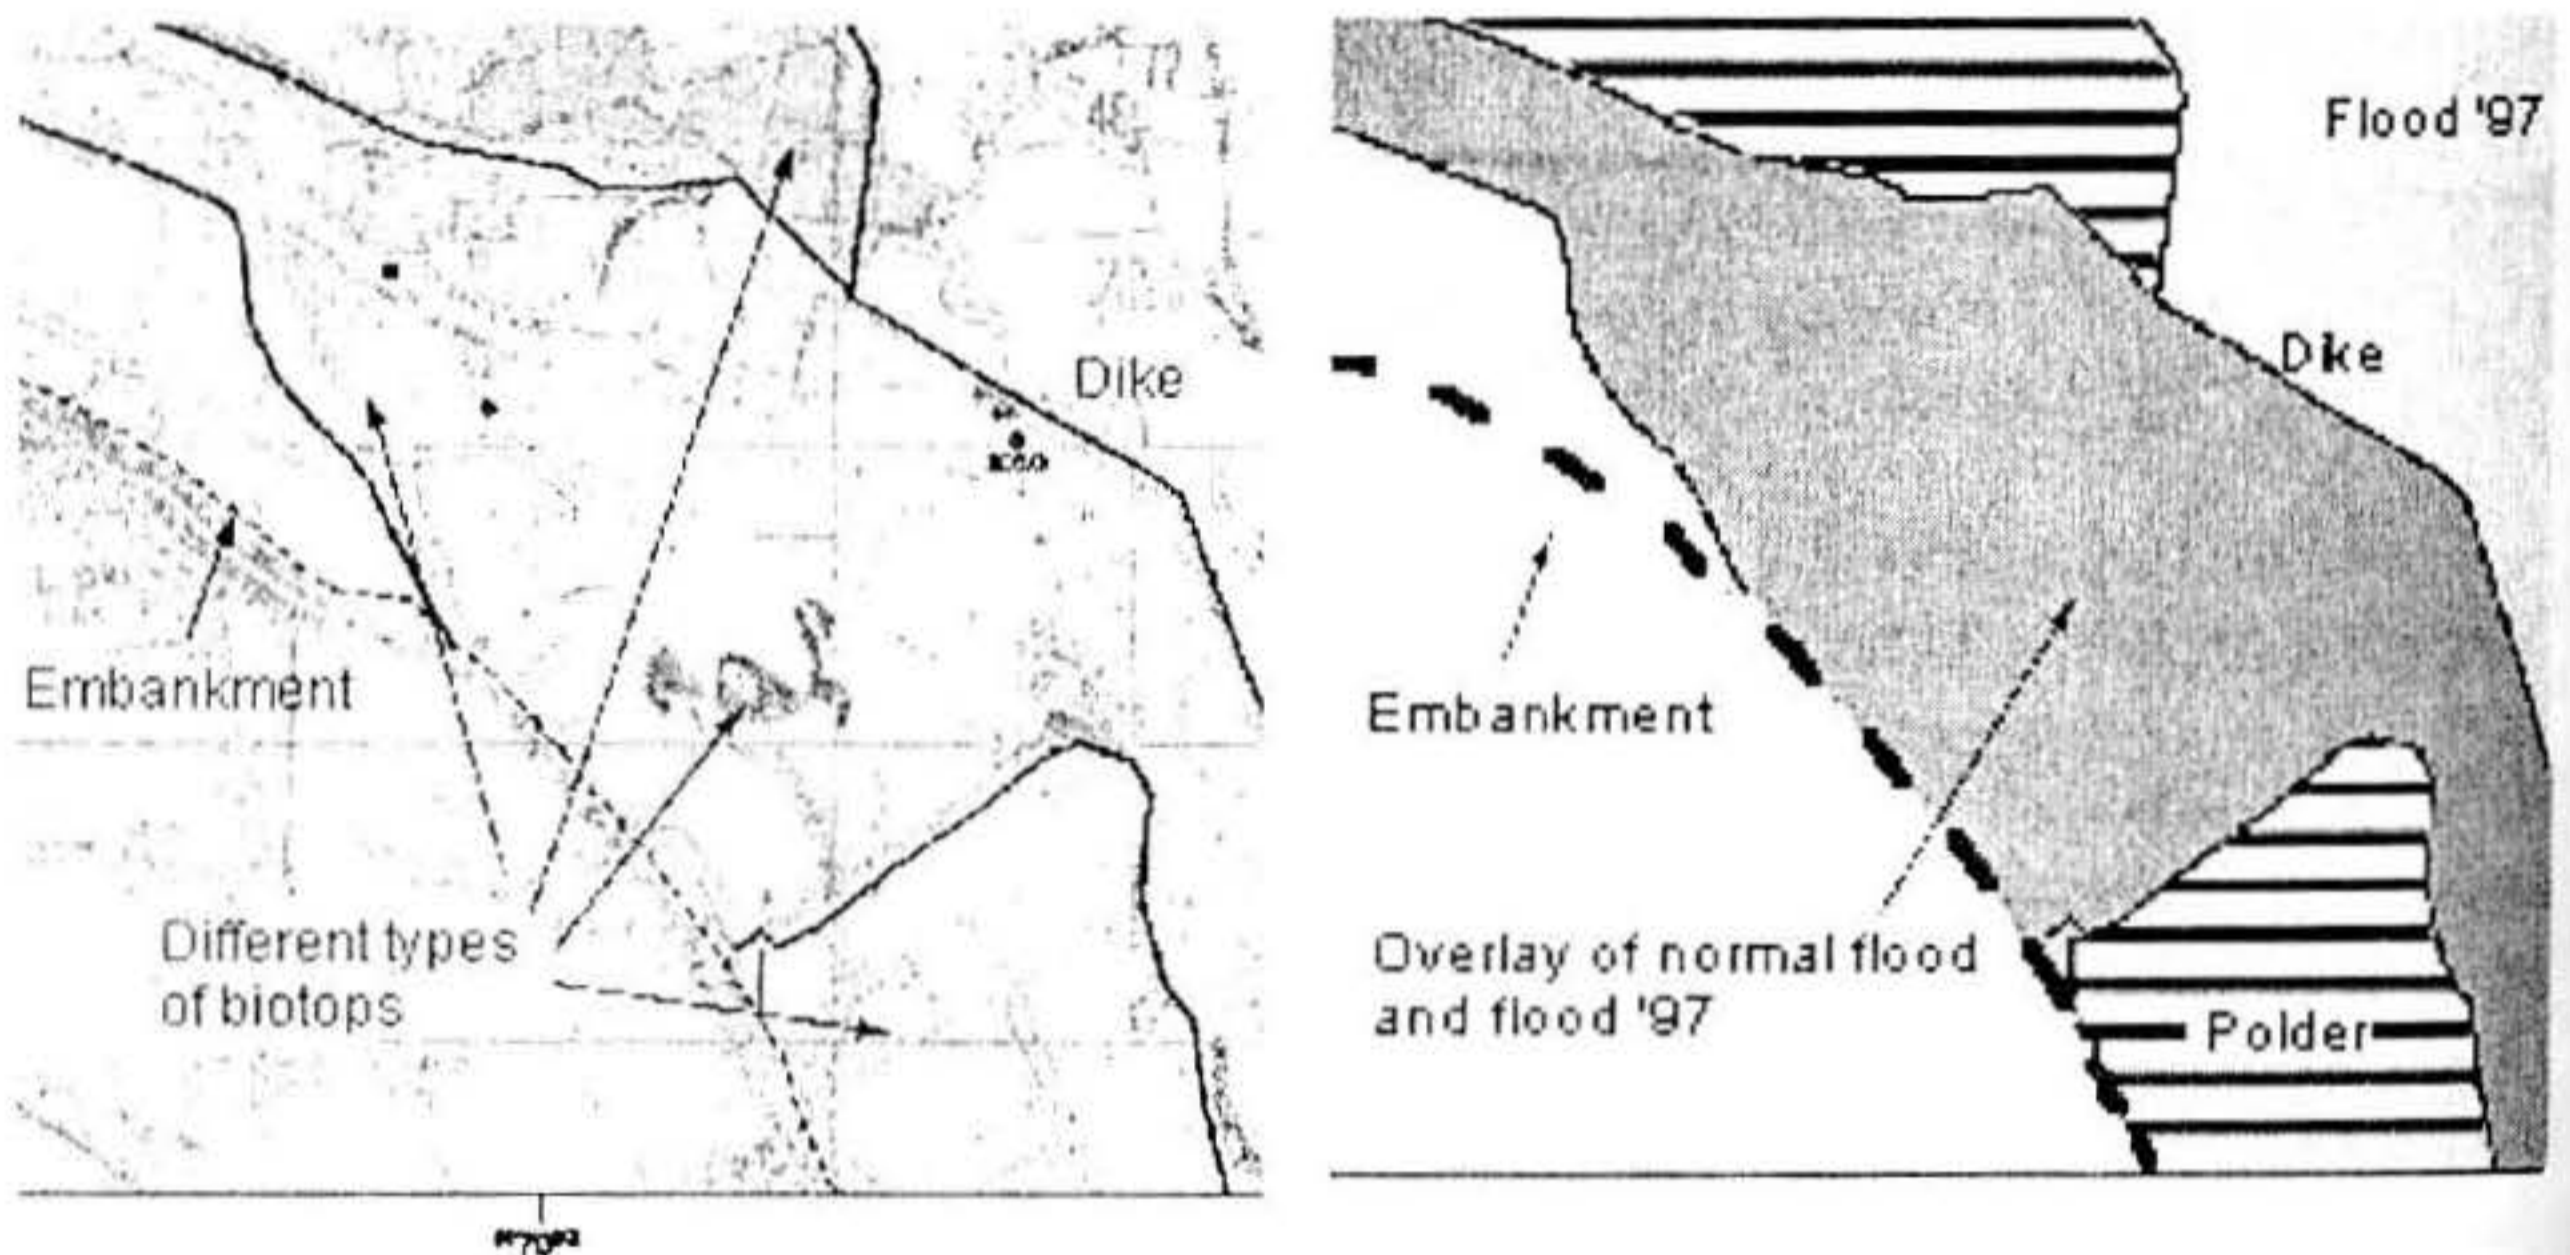 Dike
Embankment
Different types
of biotops
Flood '97
Dike
Embankment
Overlay of normal flood
and flood '97
Polder